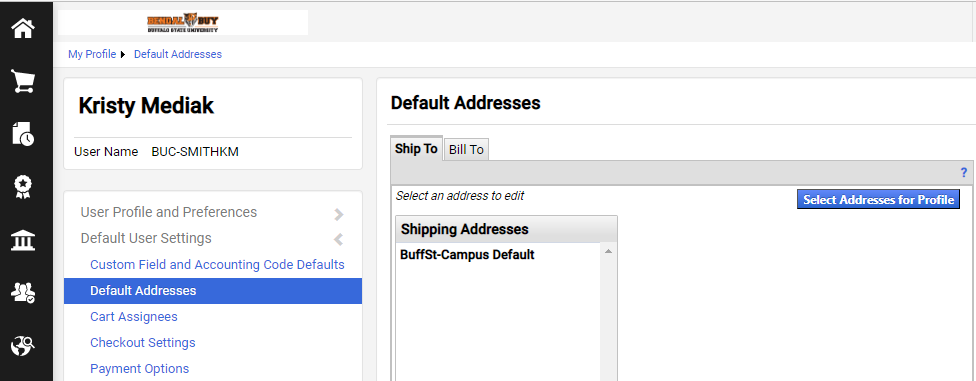 BENGAL BUY
BUFFALO STATE UNIVERSITY
My Profile Default Addresses
Kristy Mediak
User Name BUC-SMITHKM
User Profile and Preferences
Default User Settings
Custom Field and Accounting Code Defaults
Default Addresses
Cart Assignees
Checkout Settings
Payment Options
Default Addresses
Ship To Bill To
?
Select an address to edit
Select Addresses for Profile
Shipping Addresses
BuffSt-Campus Default